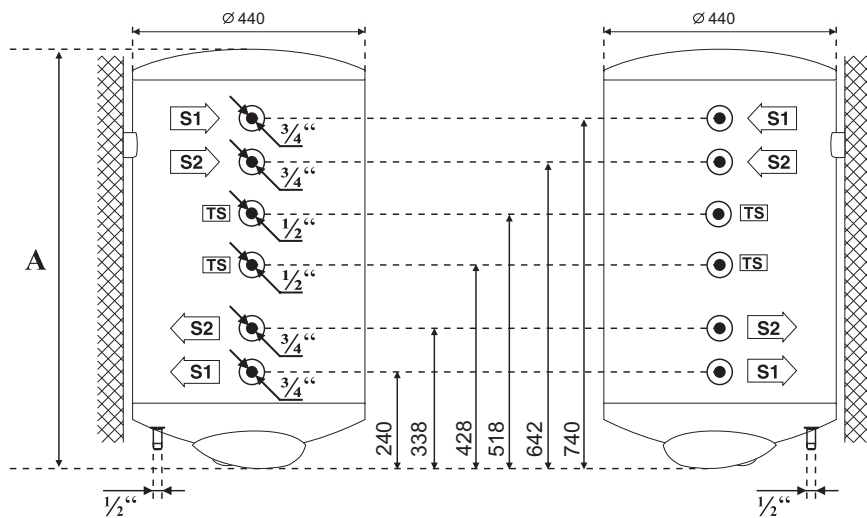 Ø 440
Ø 440
S1
3/4“
S1
S2
3/4“
S2
TS
1/2“
TS
A
TS
1/2“
TS
S2
3/4“
S2
S1
3/4“
S1
240
338
428
518
642
740
1/2“
1/2“